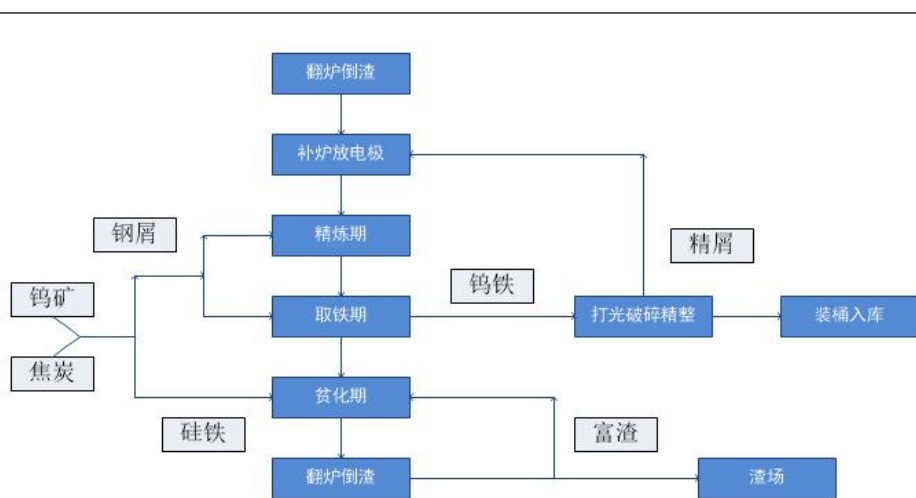 翻炉倒渣
补炉放电极
钢屑
精炼期
精屑
钨矿
钨铁
取铁期
打光破碎精整
装桶入库
焦炭
贫化期
硅铁
富渣
翻炉倒渣
渣场